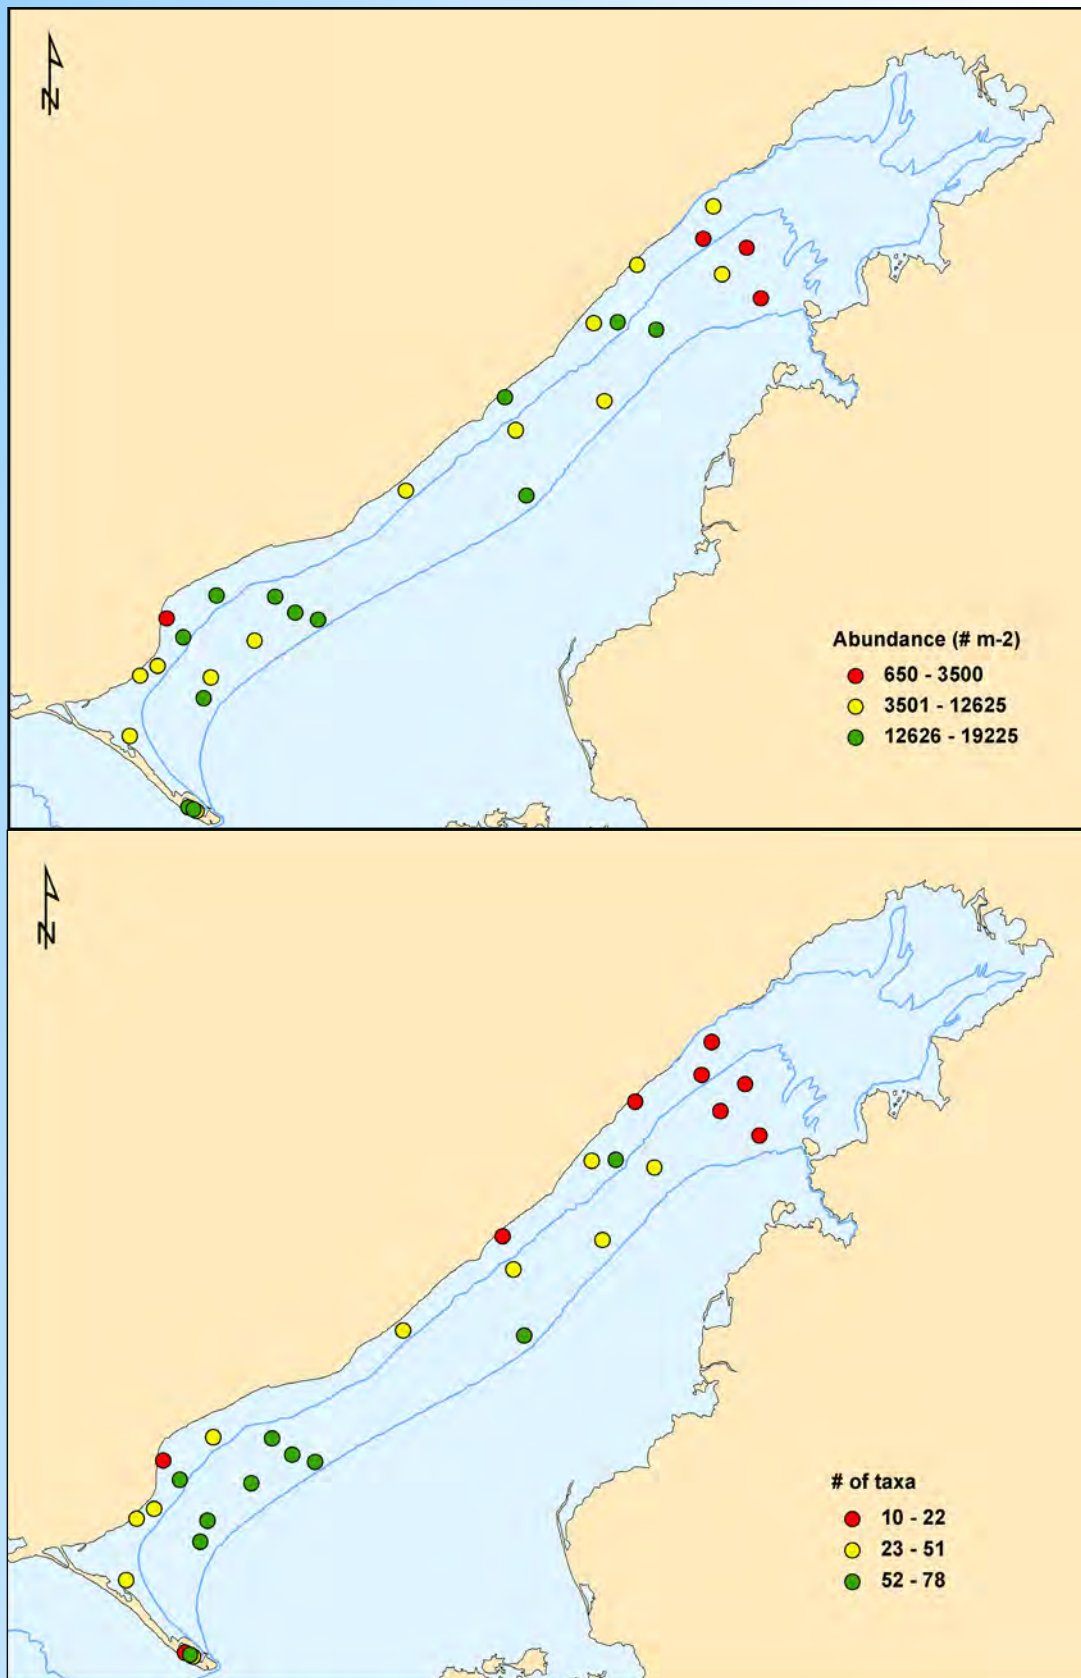 N
Abundance (# m-2)
650 - 3500
3501 - 12625
12626 - 19225
N
# of taxa
10 - 22
23 - 51
52 - 78